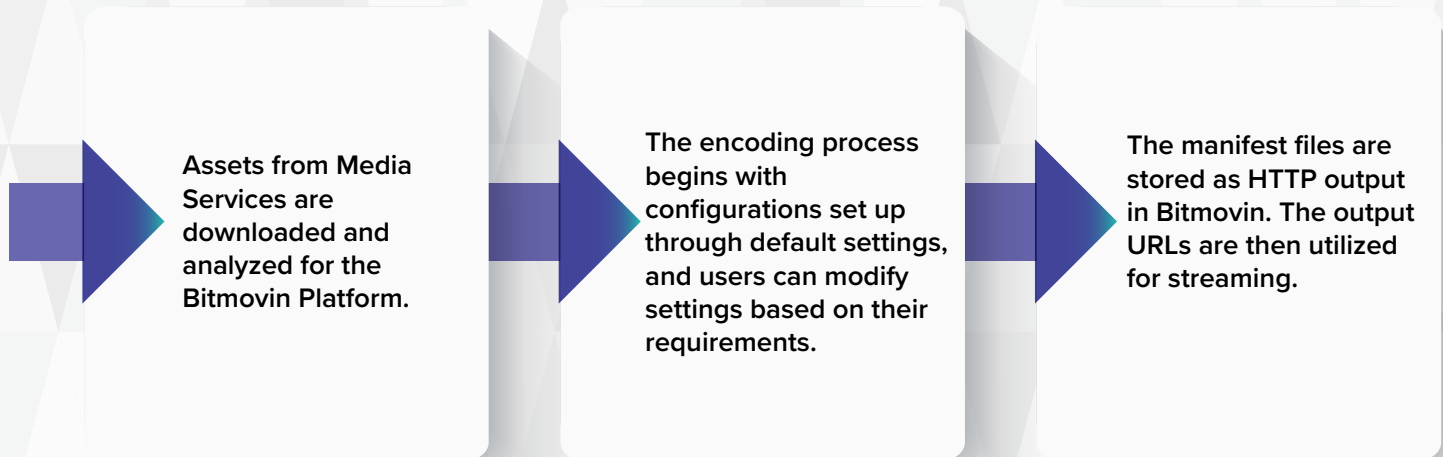 Assets from Media
Services are
downloaded and
analyzed for the
Bitmovin Platform.
The encoding process
begins with
configurations set up
through default settings,
and users can modify
settings based on their
requirements.
The manifest files are
stored as HTTP output
in Bitmovin. The output
URLs are then utilized
for streaming.